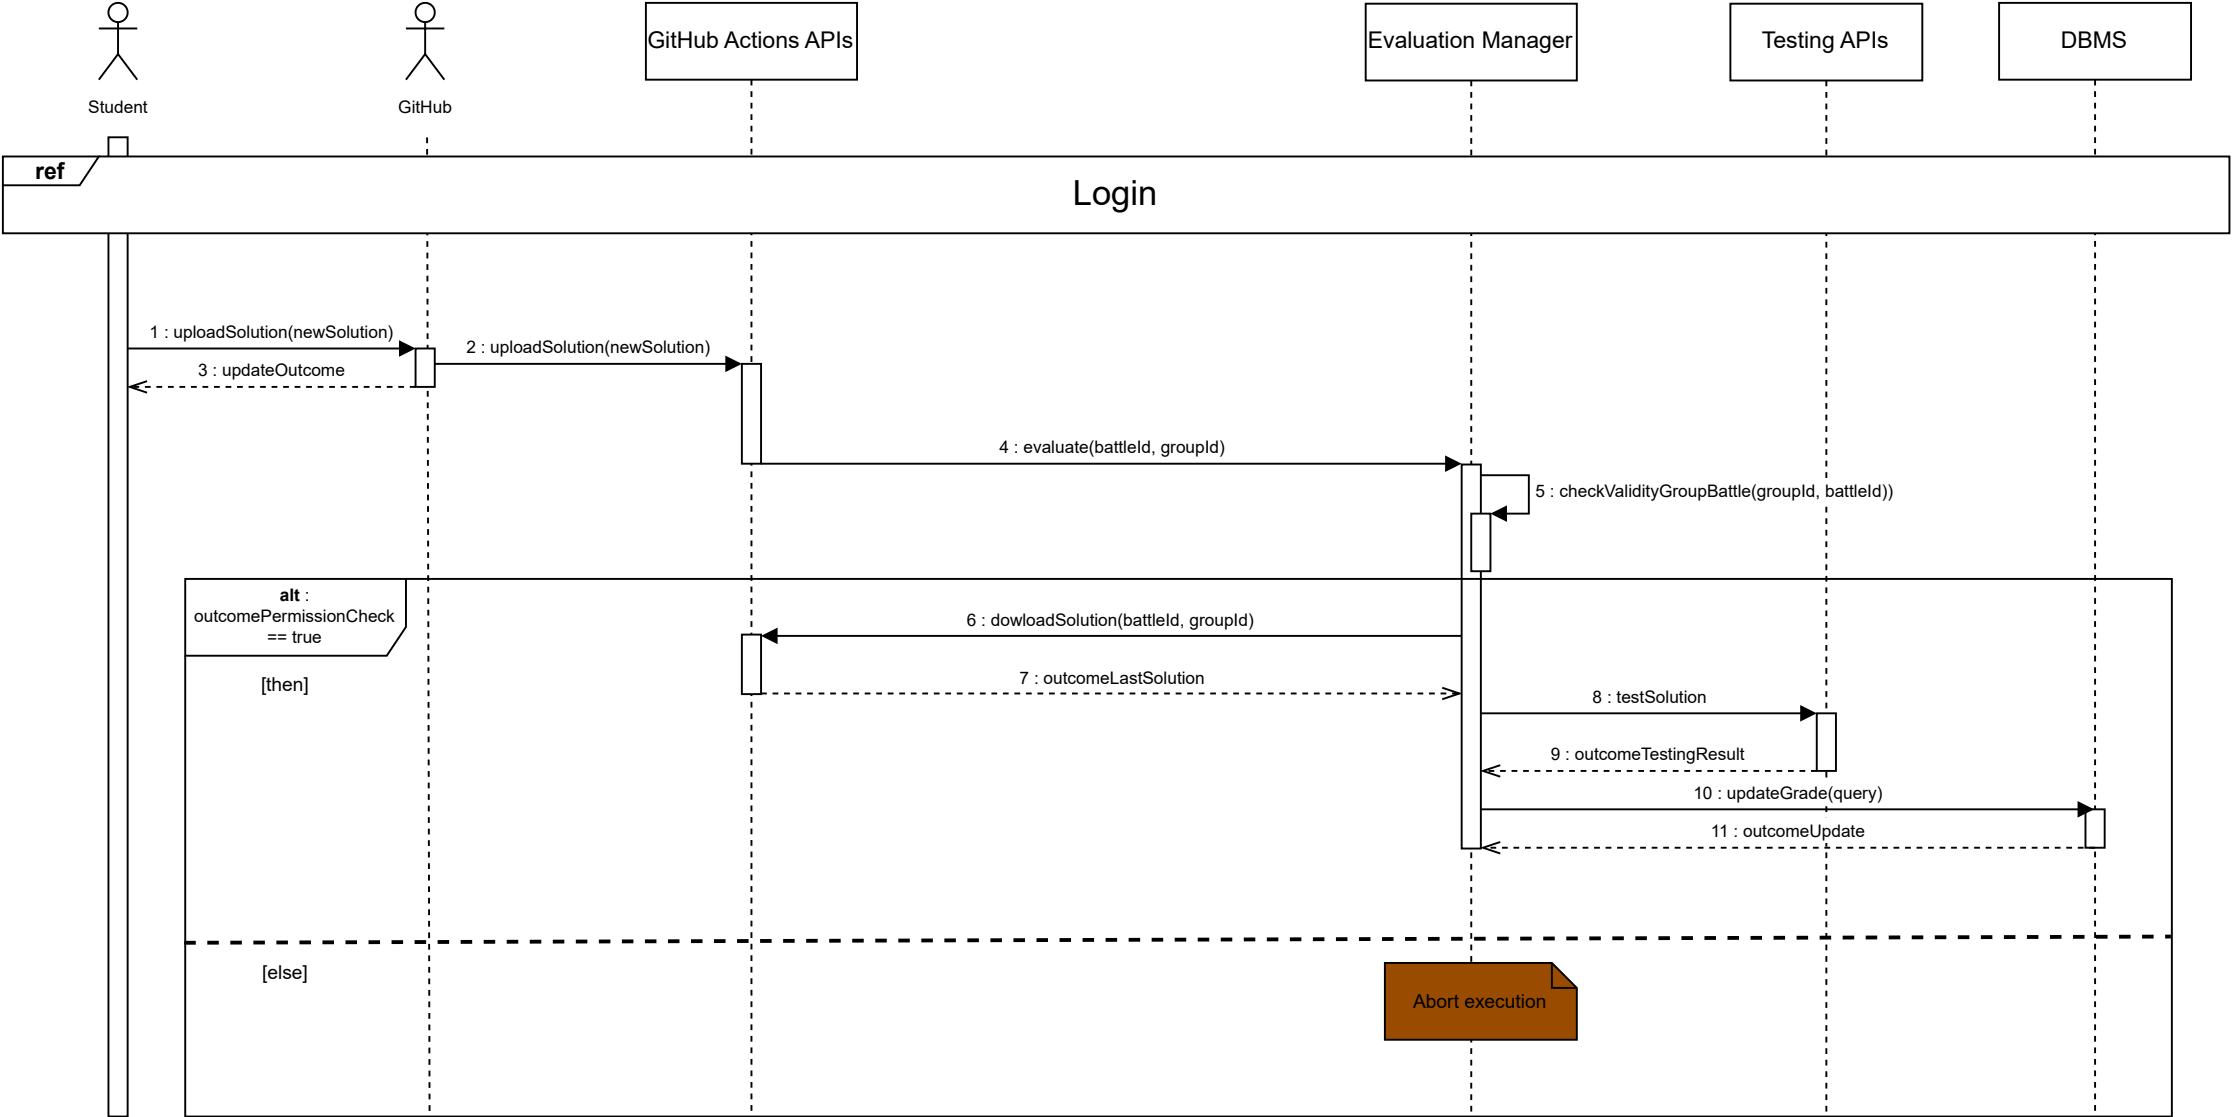 Student
GitHub
GitHub Actions APIs
Evaluation Manager
Testing APIs
DBMS
ref
Login
1 : uploadSolution(newSolution)
2 : uploadSolution(newSolution)
3 : updateOutcome
4 : evaluate(battleId, groupId)
5 : checkValidityGroupBattle(groupId, battleId))
alt :
outcomePermissionCheck
== true
6 : dowloadSolution(battleId, groupId)
[then]
7 : outcomeLastSolution
8 : testSolution
9 : outcomeTestingResult
10 : updateGrade(query)
11 : outcomeUpdate
[else]
Abort execution